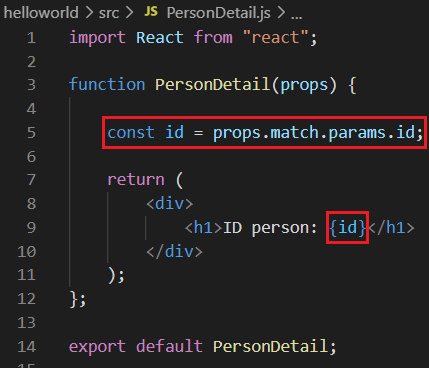 helloworld > src > JS PersonDetail.js > ...
1 import React from "react";
2
3 function PersonDetail(props) {
4
5 const id = props.match.params.id;
6
7 return (
8 <div>
9 <h1>ID person: {id}</h1>
10 </div>
11 );
12 };
13
14 export default PersonDetail;